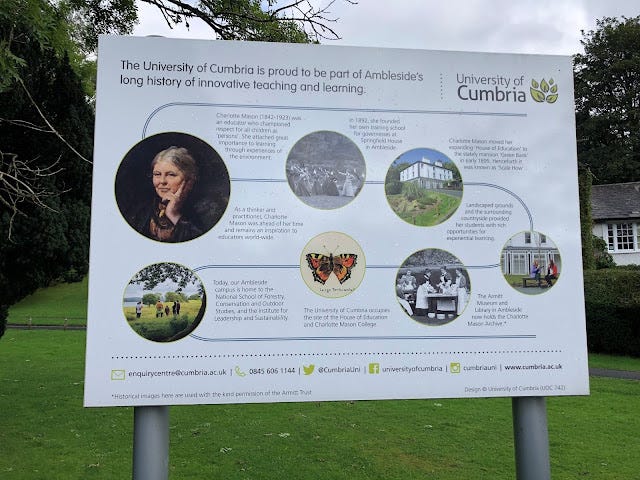 The University of Cumbria is proud to be part of Ambleside's
long history of innovative teaching and learning:
University of
Cumbria
Charlotte Mason (1842-1923) was
an educator who championed
respect for all children as
'persons'. She attached great
importance to learning
through experiences of
the environment.
In 1892, she founded
her own training school
for governesses at
Springfield House
in Ambleside.
Charlotte Mason moved her
expanding 'House of Education' to
the stately mansion 'Green Bank'
in early 1895. Henceforth it
was known as 'Scale How'
As a thinker and
practitioner, Charlotte
Mason was ahead of her time
and remains an inspiration to
educators world-wide.
Landscaped grounds
and the surrounding
countryside provided
her students with rich
opportunities for
experiential learning.
Today, our Ambleside
campus is home to the
National School of Forestry,
Conservation and Outdoor
Studies, and the Institute for
Leadership and Sustainability.
The University of Cumbria occupies
the site of the House of Education
and Charlotte Mason College.
The Armitt
Museum and
Library in Ambleside
now holds the Charlotte
Mason Archive.*
enquirycentre@cumbria.ac.uk | 0845 606 1144 | @CumbriaUni | universityofcumbria | cumbriauni | www.cumbria.ac.uk
*Historical images here are used with the kind permission of the Armitt Trust
Design © University of Cumbria (UOC 742)